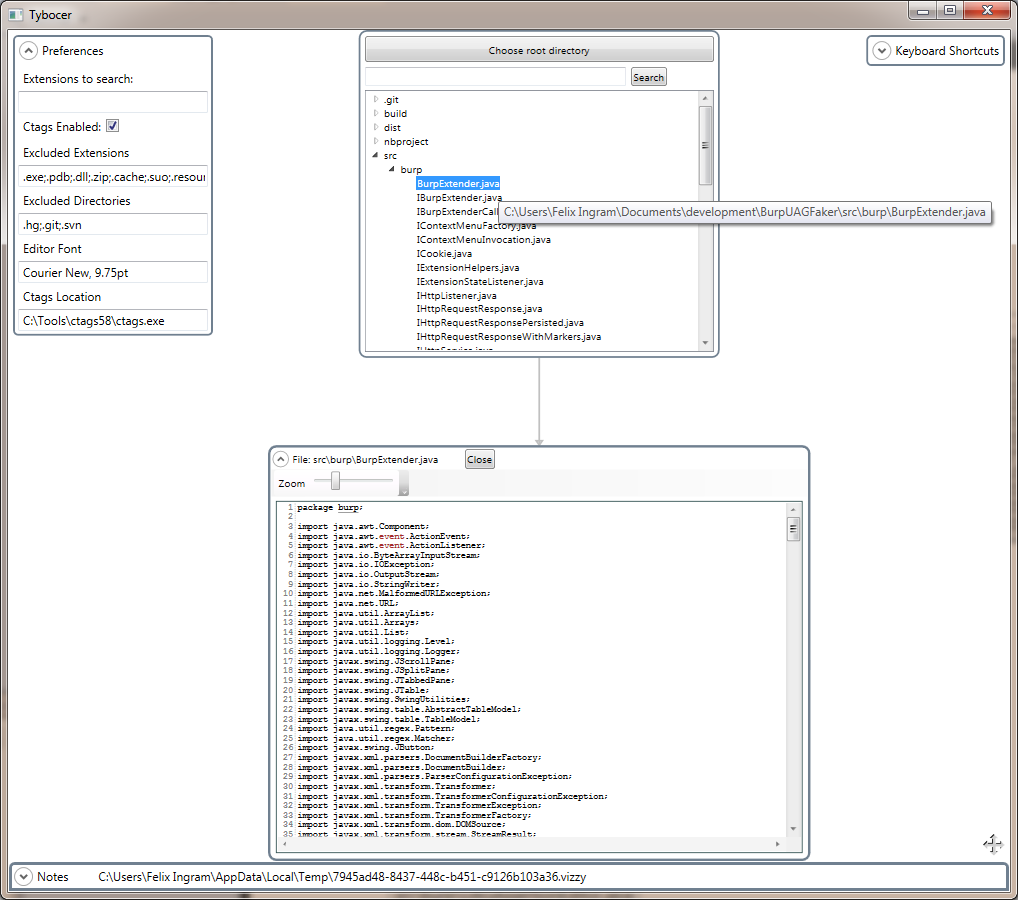 Tybocer
Preferences
Extensions to search:
Ctags Enabled:
Excluded Extensions
.exe;.pdb;.dll;.zip;.cache;.suo;.resour
Excluded Directories
.hg;.git;.svn
Editor Font
Courier New, 9.75pt
Ctags Location
C:\Tools\ctags58\ctags.exe
Choose root directory
Search
.git
build
dist
nbproject
src
burp
BurpExtender.java
IBurpExtender.java
IBurpExtenderCall
C:\Users\Felix Ingram\Documents\development\BurpUAGFaker\src\burp\BurpExtender.java
IContextMenuFactory.java
IContextMenuInvocation.java
ICookie.java
IExtensionHelpers.java
IExtensionStateListener.java
IHttpListener.java
IHttpRequestResponse.java
IHttpRequestResponsePersisted.java
IHttpRequestResponseWithMarkers.java
IHttpService.java
Keyboard Shortcuts
File: src\burp\BurpExtender.java
Close
Zoom
1 package burp;
2
3 import java.awt.Component;
4 import java.awt.event.ActionEvent;
5 import java.awt.event.ActionListener;
6 import java.io.ByteArrayInputStream;
7 import java.io.IOException;
8 import java.io.OutputStream;
9 import java.io.StringWriter;
10 import java.net.MalformedURLException;
11 import java.net.URL;
12 import java.util.ArrayList;
13 import java.util.Arrays;
14 import java.util.List;
15 import java.util.logging.Level;
16 import java.util.logging.Logger;
17 import javax.swing.JScrollPane;
18 import javax.swing.JSplitPane;
19 import javax.swing.JTabbedPane;
20 import javax.swing.JTable;
21 import javax.swing.SwingUtilities;
22 import javax.swing.table.AbstractTableModel;
23 import javax.swing.table.TableModel;
24 import java.util.regex.Pattern;
25 import java.util.regex.Matcher;
26 import javax.swing.JButton;
27 import javax.xml.parsers.DocumentBuilderFactory;
28 import javax.xml.parsers.DocumentBuilder;
29 import javax.xml.parsers.ParserConfigurationException;
30 import javax.xml.transform.Transformer;
31 import javax.xml.transform.TransformerConfigurationException;
32 import javax.xml.transform.TransformerException;
33 import javax.xml.transform.TransformerFactory;
34 import javax.xml.transform.dom.DOMSource;
35 import javax.xml.transform.stream.StreamResult;
Notes
C:\Users\Felix Ingram\AppData\Local\Temp\7945ad48-8437-448c-b451-c9126b103a36.vizzy